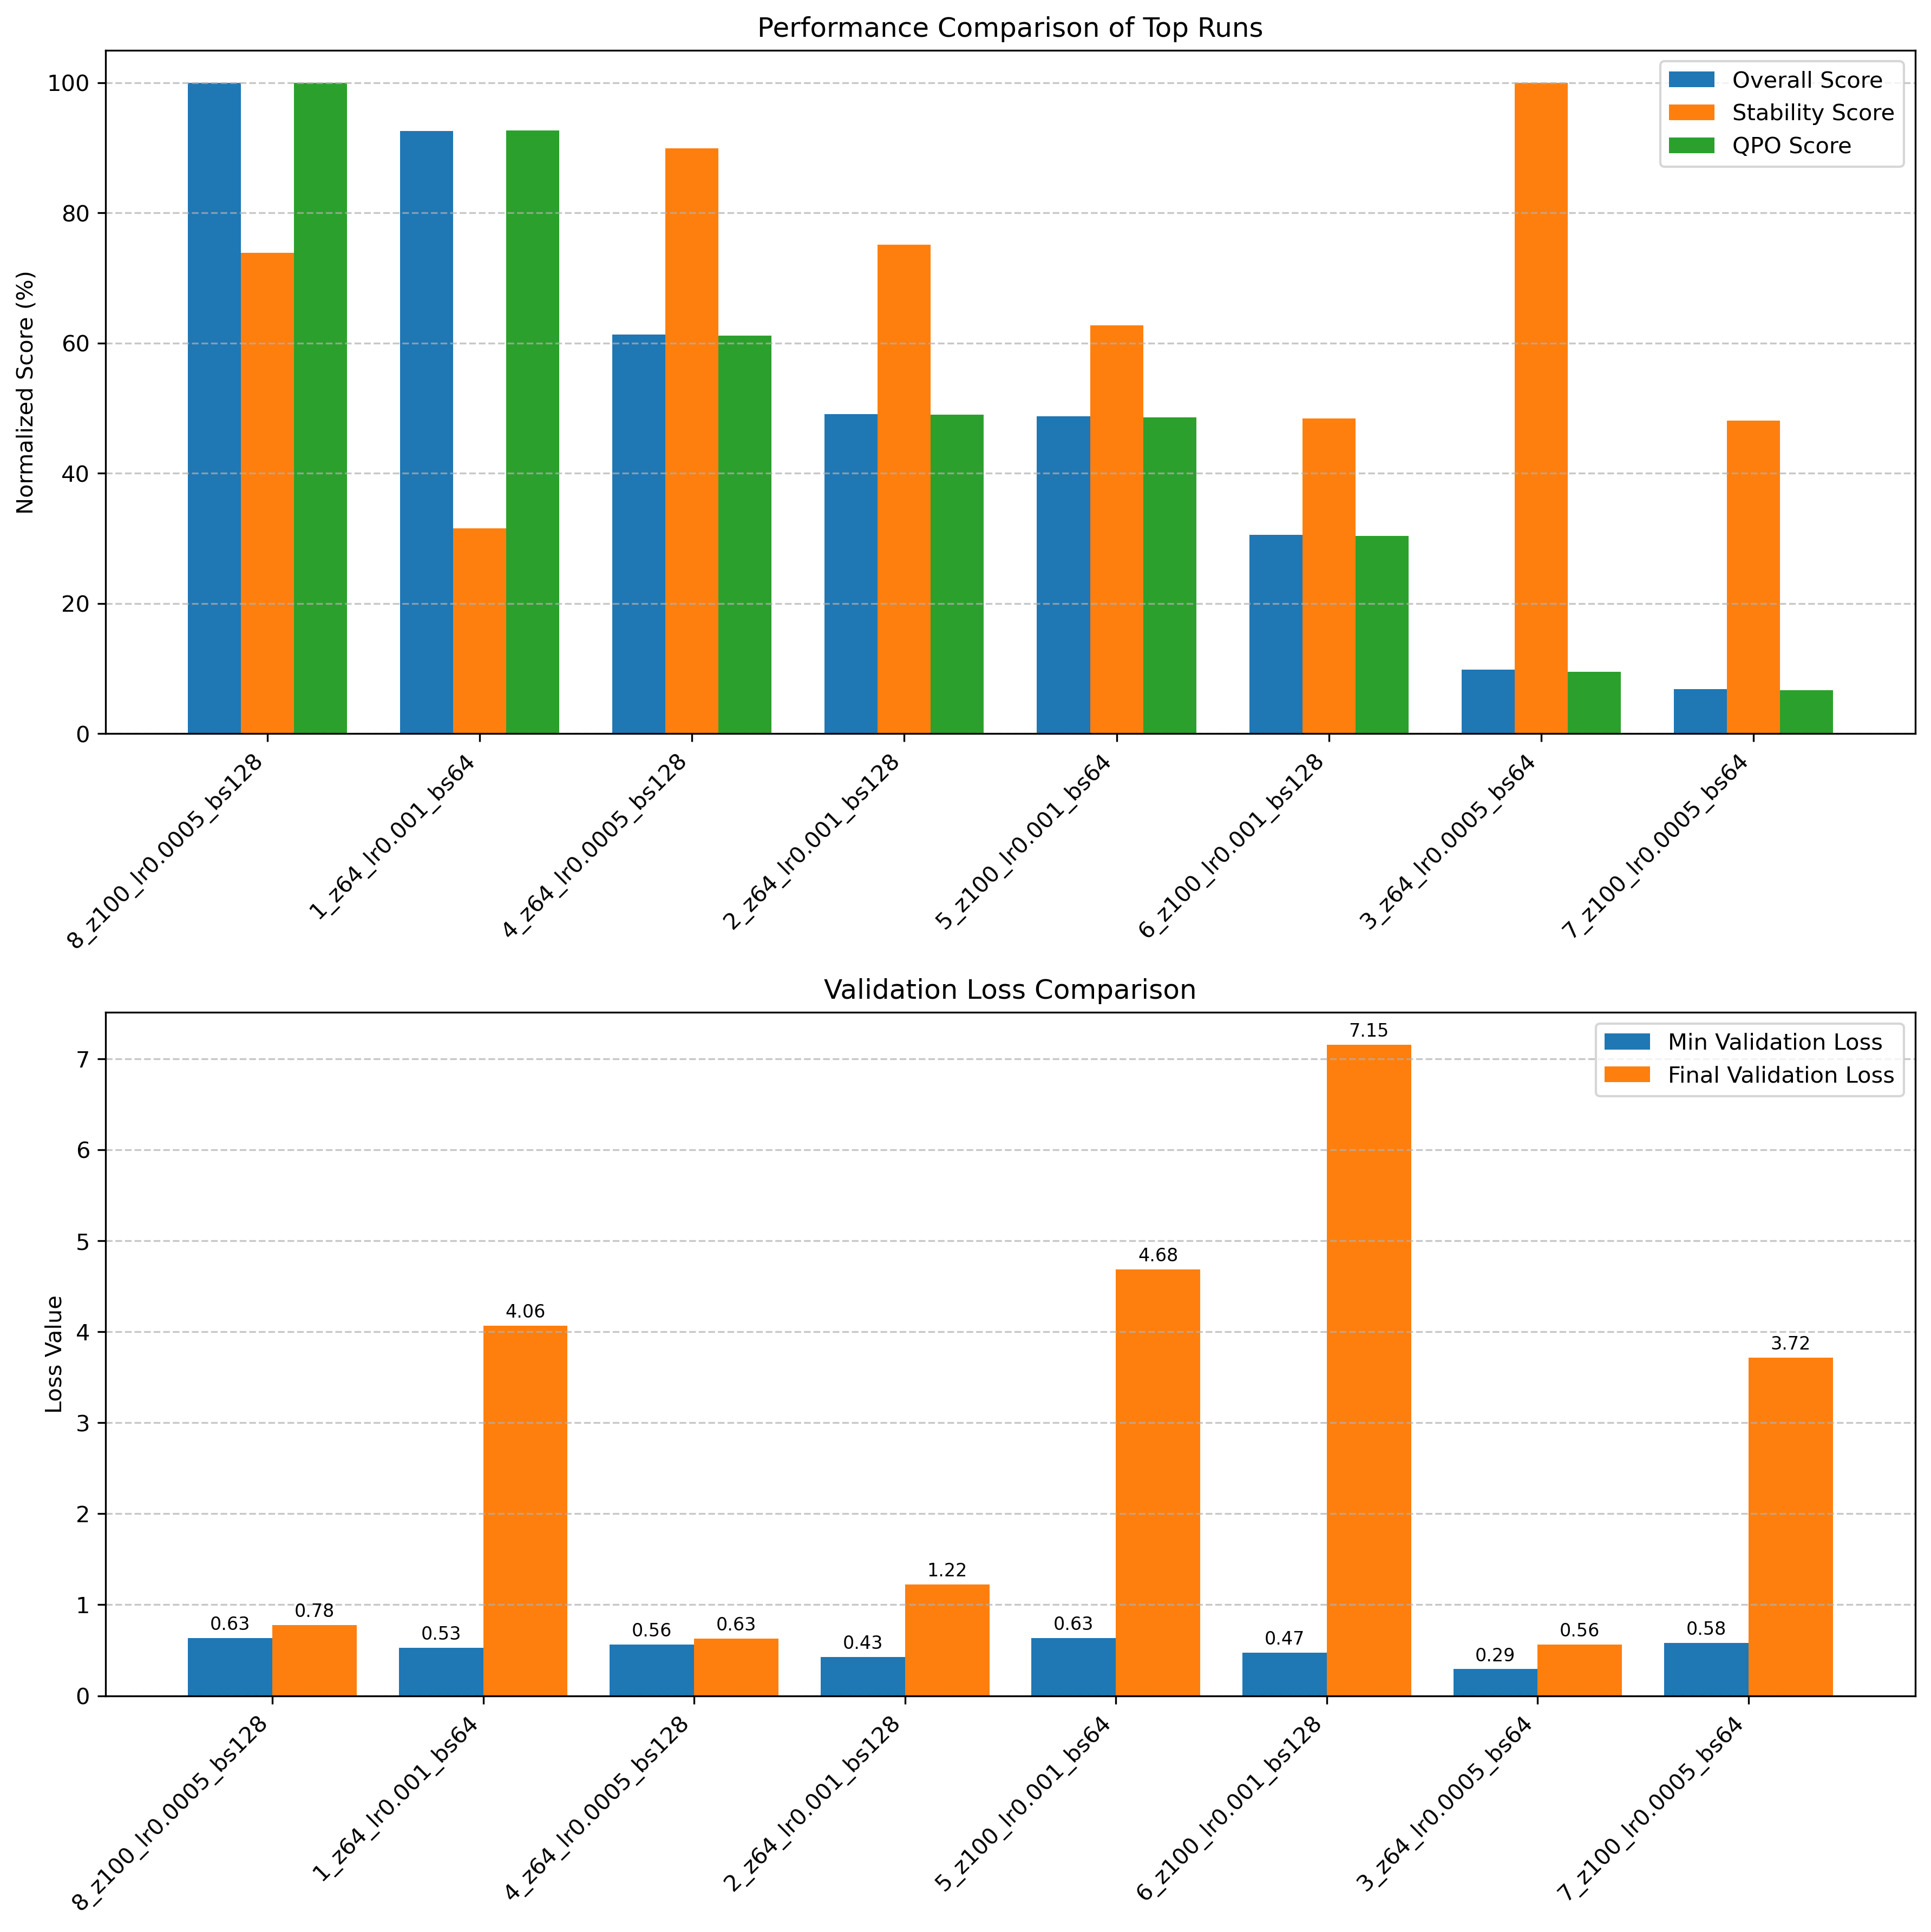 Performance Comparison of Top Runs
Normalized Score (%)
100
80
60
40
20
0
Overall Score
Stability Score
QPO Score
8_z100_lr0.0005_bs128
1_z64_lr0.001_bs64
4_z64_lr0.0005_bs128
2_z64_lr0.001_bs128
5_z100_lr0.001_bs64
6_z100_lr0.001_bs128
3_z64_lr0.0005_bs64
7_z100_lr0.0005_bs64
Validation Loss Comparison
Loss Value
7
6
5
4
3
2
1
0
Min Validation Loss
Final Validation Loss
0.63
0.78
0.53
4.06
0.56
0.63
0.43
1.22
0.63
4.68
0.47
7.15
0.29
0.56
0.58
3.72
8_z100_lr0.0005_bs128
1_z64_lr0.001_bs64
4_z64_lr0.0005_bs128
2_z64_lr0.001_bs128
5_z100_lr0.001_bs64
6_z100_lr0.001_bs128
3_z64_lr0.0005_bs64
7_z100_lr0.0005_bs64